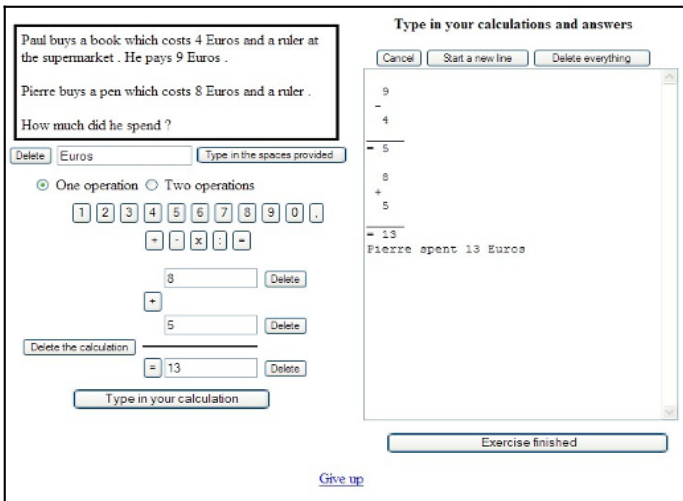 Paul buys a book which costs 4 Euros and a ruler at
the supermarket . He pays 9 Euros .
Pierre buys a pen which costs 8 Euros and a ruler .
How much did he spend ?
Delete Euros Type in the spaces provided
One operation Two operations
1 2 3 4 5 6 7 8 9 0 .
+ - x : =
8 Delete
+
5 Delete
Delete the calculation
= 13 Delete
Type in your calculation
Type in your calculations and answers
Cancel Start a new line Delete everything
9
-
4
= 5
8
+
5
= 13
Pierre spent 13 Euros
Exercise finished
Give up